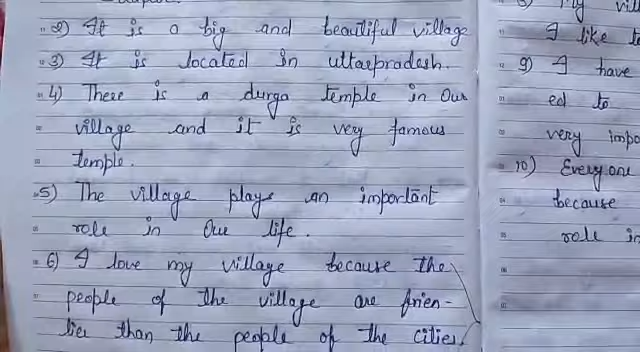 2) It is a big and beautiful village
3) It is located in uttarpradesh.
4) There is a durga temple in Our
village and it is very famous
temple.
5) The village plays an important
role in Our life.
6) I love my village because the
people of the village are frien-
lier than the people of the cities.
I like to
9) I have
ed to
very impo
10) Everyone
because
role in